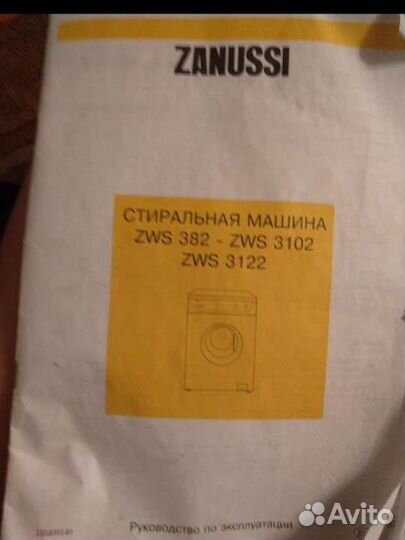 ZANUSSI
СТИРАЛЬНАЯ МАШИНА
ZWS 382 - ZWS 3102
ZWS 3122
Руководство по эксплуатации
Avito